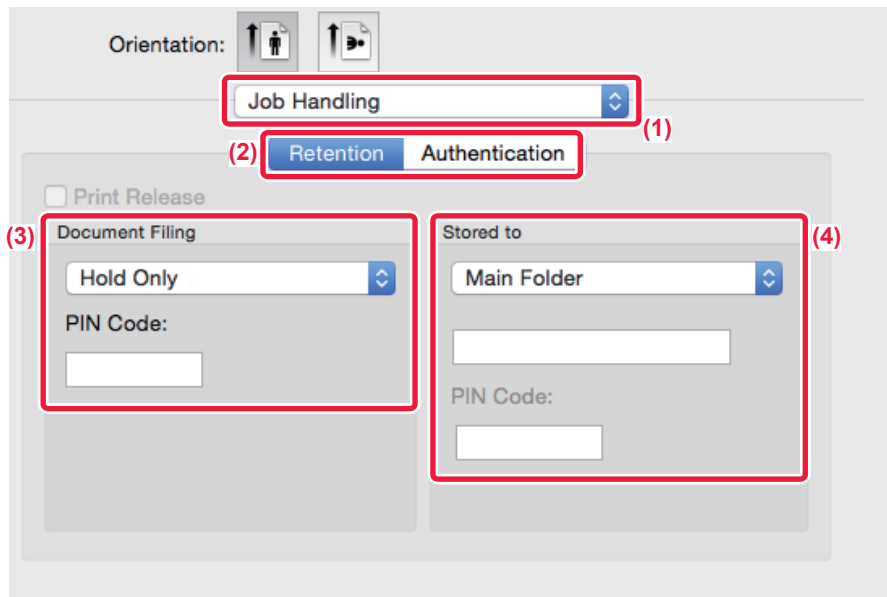 Orientation:
Job Handling
(1)
(2)
Retention
Authentication
Print Release
(3)
Document Filing
Hold Only
PIN Code:
Stored to
(4)
Main Folder
PIN Code: